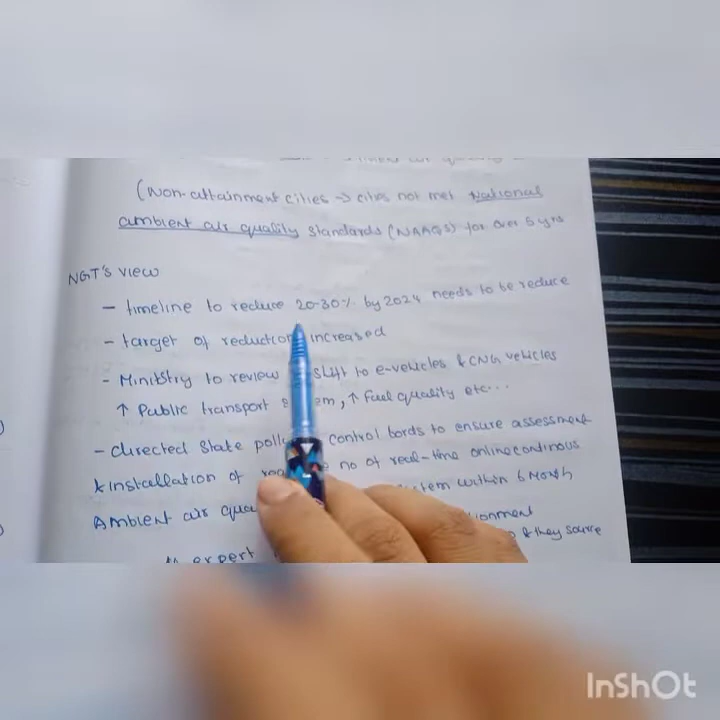 (Non-attainment cities → cities not met National
ambient air quality standards (NAAQS) for over 5 yrs
NGT's view
- timeline to reduce 20-30% by 2024 needs to be reduce
- target of reduction increased
- Ministry to review shift to e-vehicles & CNG vehicles
↑ Public transport, ↑ Fuel quality etc...
- directed State control bords to ensure assessment
& installation of no of real-time online continous
Ambient air within 6 Month
expert & they source
InShOt